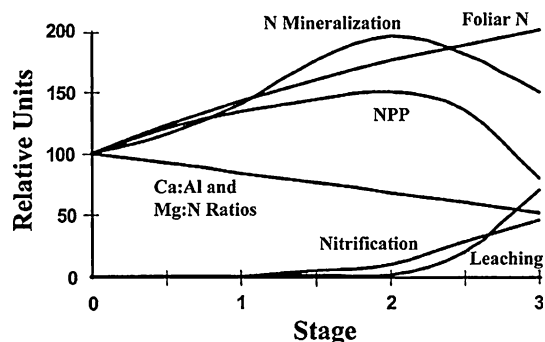 N Mineralization
Foliar N
200
150
100
50
0
Relative Units
NPP
Ca:Al and
Mg:N Ratios
Nitrification
Leaching
0
1
2
3
Stage